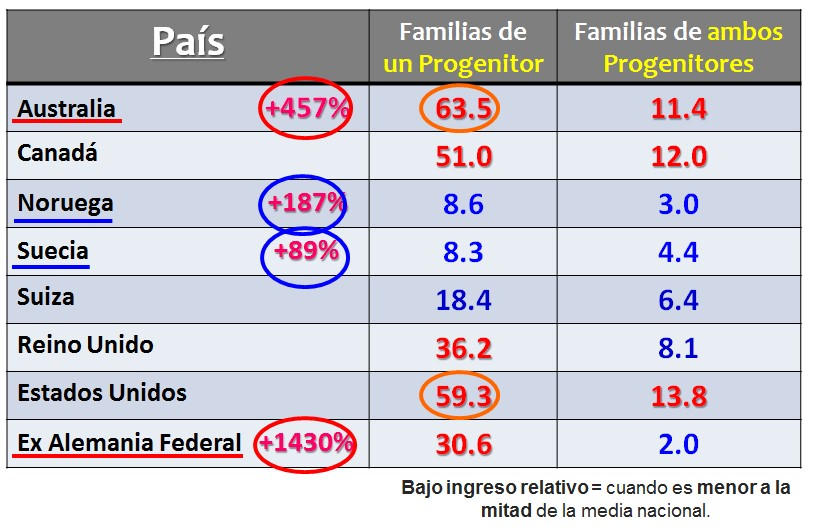 País
Familias de
un Progenitor
Familias de ambos
Progenitores
Australia +457% 63.5 11.4
Canadá 51.0 12.0
Noruega +187% 8.6 3.0
Suecia +89% 8.3 4.4
Suiza 18.4 6.4
Reino Unido 36.2 8.1
Estados Unidos 59.3 13.8
Ex Alemania Federal +1430% 30.6 2.0
Bajo ingreso relativo = cuando es menor a la
mitad de la media nacional.